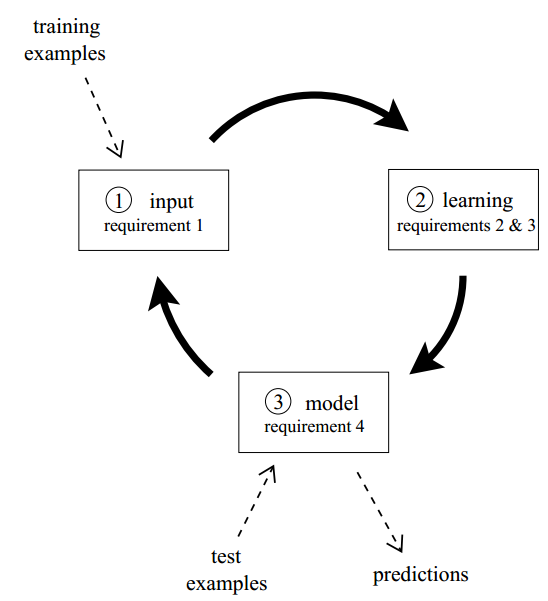 training
examples
① input
requirement 1
② learning
requirements 2 & 3
③ model
requirement 4
test
examples
predictions